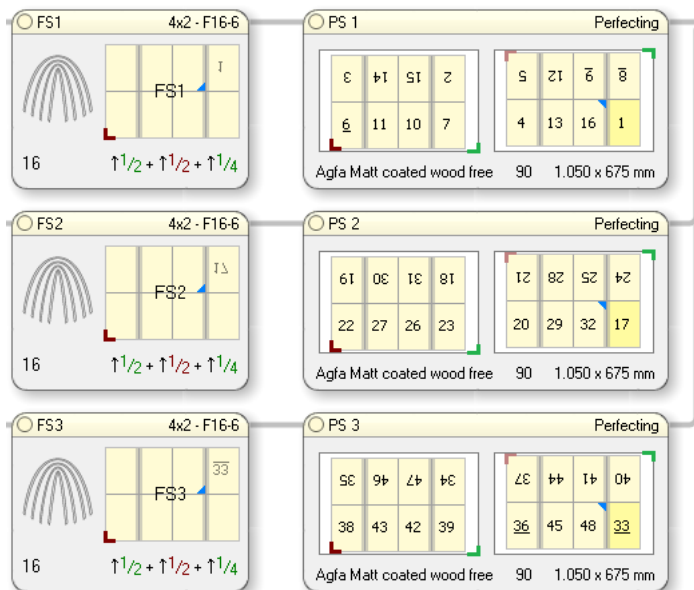 FS1 4x2 - F16-6
1
FS1
16 ↑1/2 + ↑1/2 + ↑1/4
PS 1 Perfecting
3 14 15 2 5 12 9 8
6 11 10 7 4 13 16 1
Agfa Matt coated wood free 90 1.050 x 675 mm
FS2 4x2 - F16-6
17
FS2
16 ↑1/2 + ↑1/2 + ↑1/4
PS 2 Perfecting
19 30 31 18 21 28 25 24
22 27 26 23 20 29 32 17
Agfa Matt coated wood free 90 1.050 x 675 mm
FS3 4x2 - F16-6
33
FS3
16 ↑1/2 + ↑1/2 + ↑1/4
PS 3 Perfecting
35 46 47 34 37 44 41 40
38 43 42 39 36 45 48 33
Agfa Matt coated wood free 90 1.050 x 675 mm